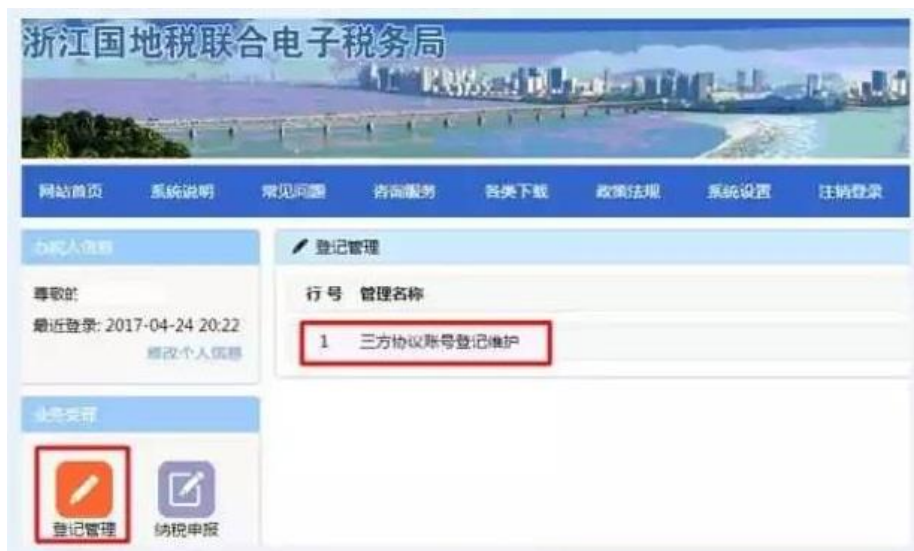 浙江国地税联合电子税务局
网站首页 系统说明 常见问题 咨询服务 各类下载 政策法规 系统设置 注销登录
办税人信息
登记管理
尊敬的
行号 管理名称
最近登录: 2017-04-24 20:22
1 三方协议账号登记维护
修改个人信息
业务受理
登记管理 纳税申报